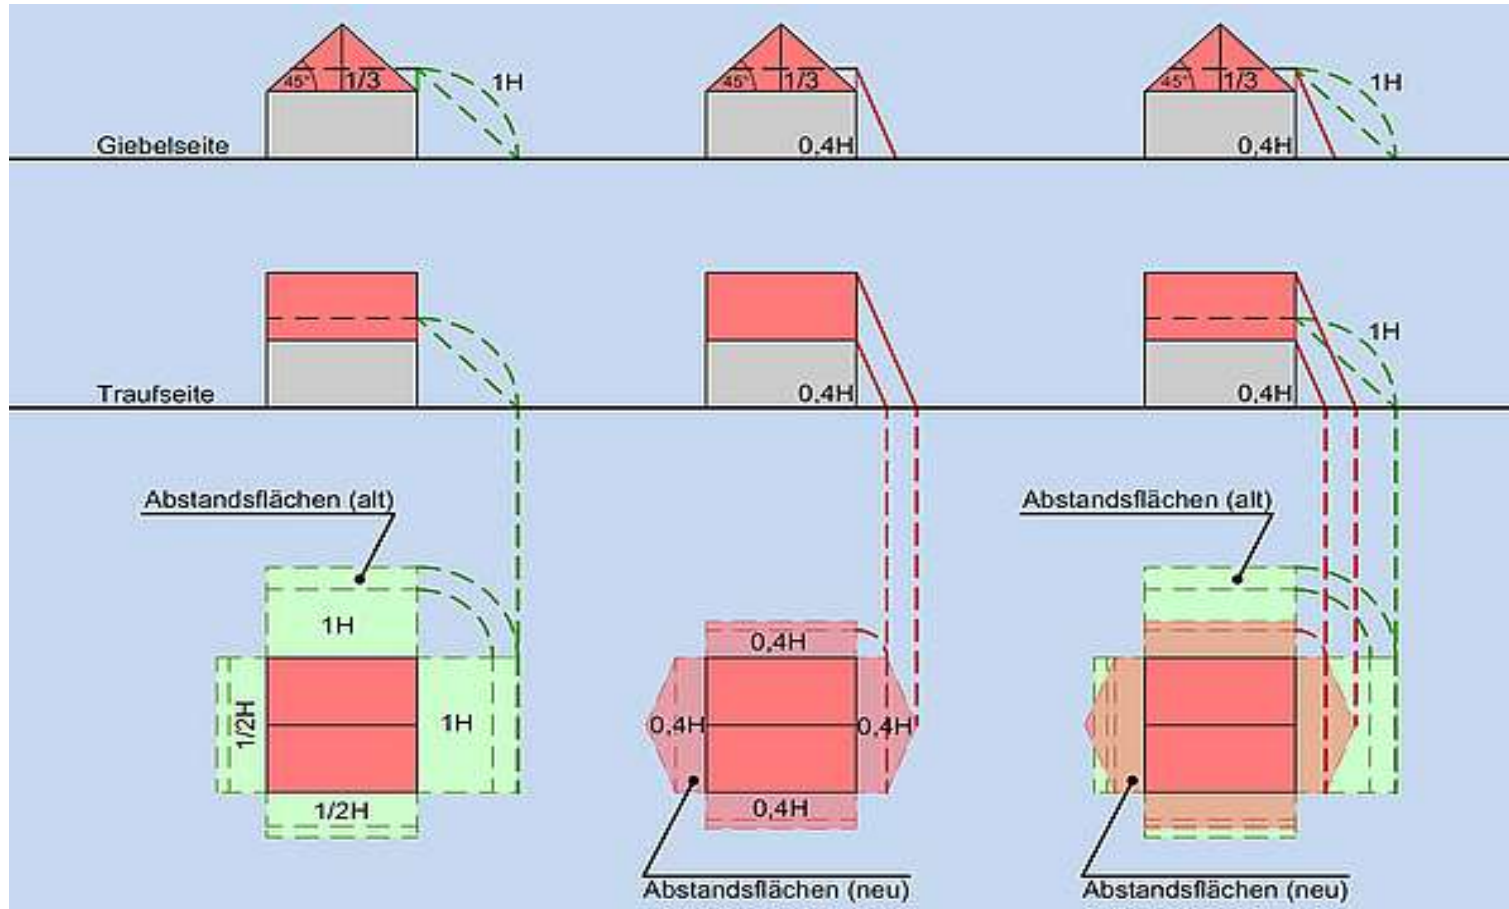 45°
1/3
1H
Giebelseite
45°
1/3
0,4H
45°
1/3
1H
0,4H
Traufseite
0,4H
1H
0,4H
Abstandsflächen (alt)
1H
1/2H
1H
1/2H
0,4H
0,4H
0,4H
0,4H
Abstandsflächen (neu)
Abstandsflächen (alt)
Abstandsflächen (neu)